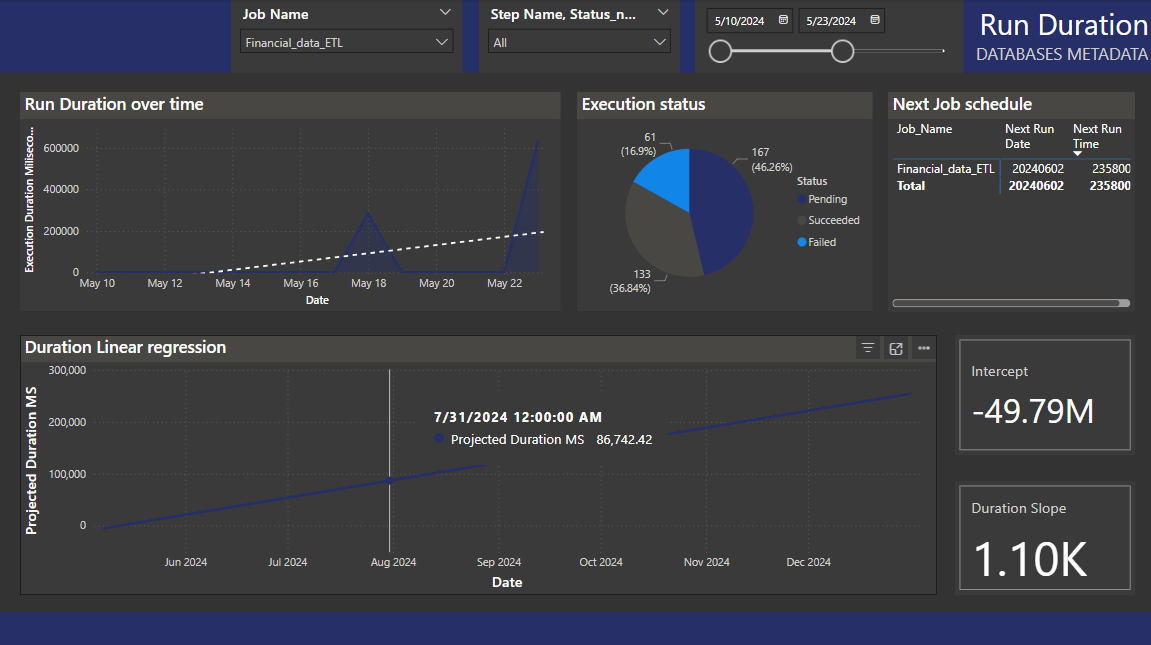 Job Name
Financial_data_ETL
Step Name, Status_n...
All
5/10/2024
5/23/2024
Run Duration
DATABASES METADATA
Run Duration over time
Execution Duration Miliseco...
600000
400000
200000
0
May 10
May 12
May 14
May 16
May 18
May 20
May 22
Date
Execution status
61
(16.9%)
167
(46.26%)
133
(36.84%)
Status
Pending
Succeeded
Failed
Next Job schedule
Job_Name
Next Run Date
Next Run Time
Financial_data_ETL 20240602 235800
Total 20240602 235800
Duration Linear regression
Projected Duration MS
300,000
200,000
100,000
0
7/31/2024 12:00:00 AM
Projected Duration MS 86,742.42
Jun 2024
Jul 2024
Aug 2024
Sep 2024
Oct 2024
Nov 2024
Dec 2024
Date
Intercept
-49.79M
Duration Slope
1.10K